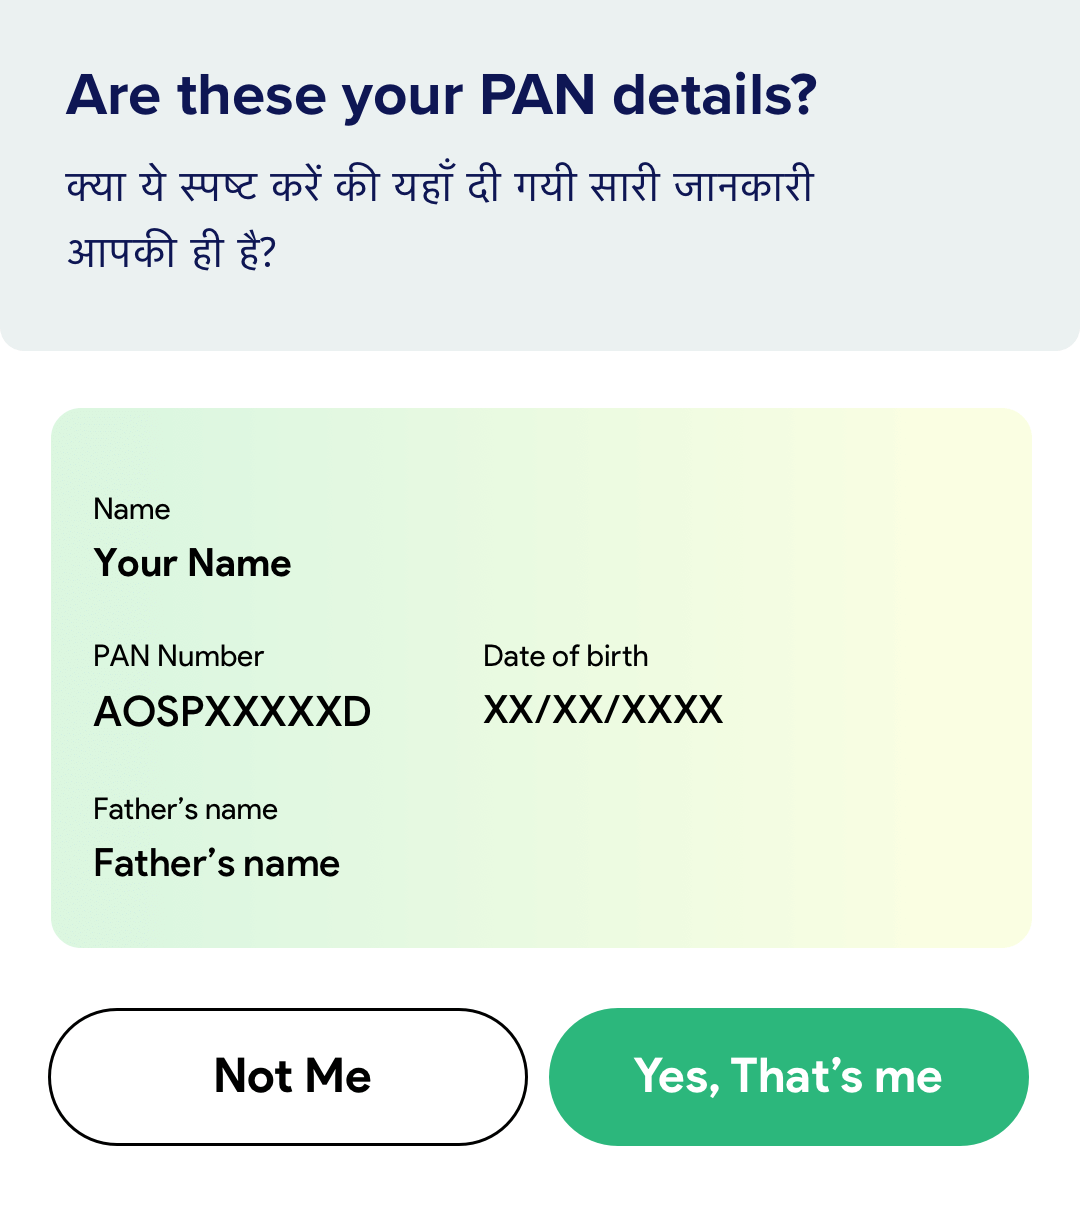 Are these your PAN details?
क्या ये स्पष्ट करें की यहाँ दी गयी सारी जानकारी
आपकी ही है?
Name
Your Name
PAN Number
AOSPXXXXXD
Date of birth
XX/XX/XXXX
Father’s name
Father’s name
Not Me
Yes, That’s me